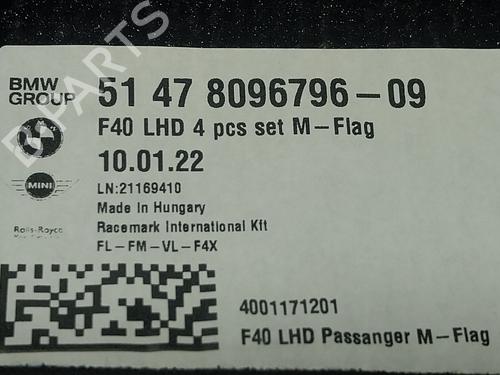 BMW
GROUP
51 47 8096796-09
F40 LHD 4 pcs set M-Flag
10.01.22
MINI
LN:21169410
Made In Hungary
Rolls-Royce
Racemark International Kft
FL-FM-VL-F4X
4001171201
F40 LHD Passanger M-Flag